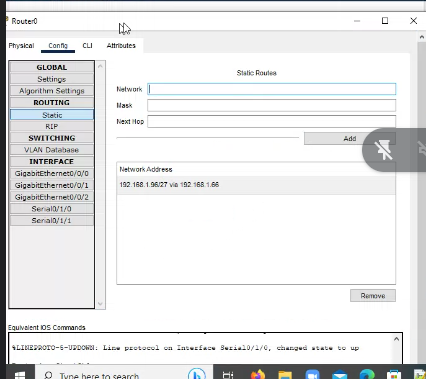 Router0
Physical Config CLI Attributes
GLOBAL
Settings
Algorithm Settings
ROUTING
Static
RIP
SWITCHING
VLAN Database
INTERFACE
GigabitEthernet0/0/0
GigabitEthernet0/0/1
GigabitEthernet0/0/2
Serial0/1/0
Serial0/1/1
Static Routes
Network
Mask
Next Hop
Add
Network Address
192.168.1.96/27 via 192.168.1.66
Remove
Equivalent IOS Commands
%LINEPROTO-5-UPDOWN: Line protocol on Interface Serial0/1/0, changed state to up
Type here to search